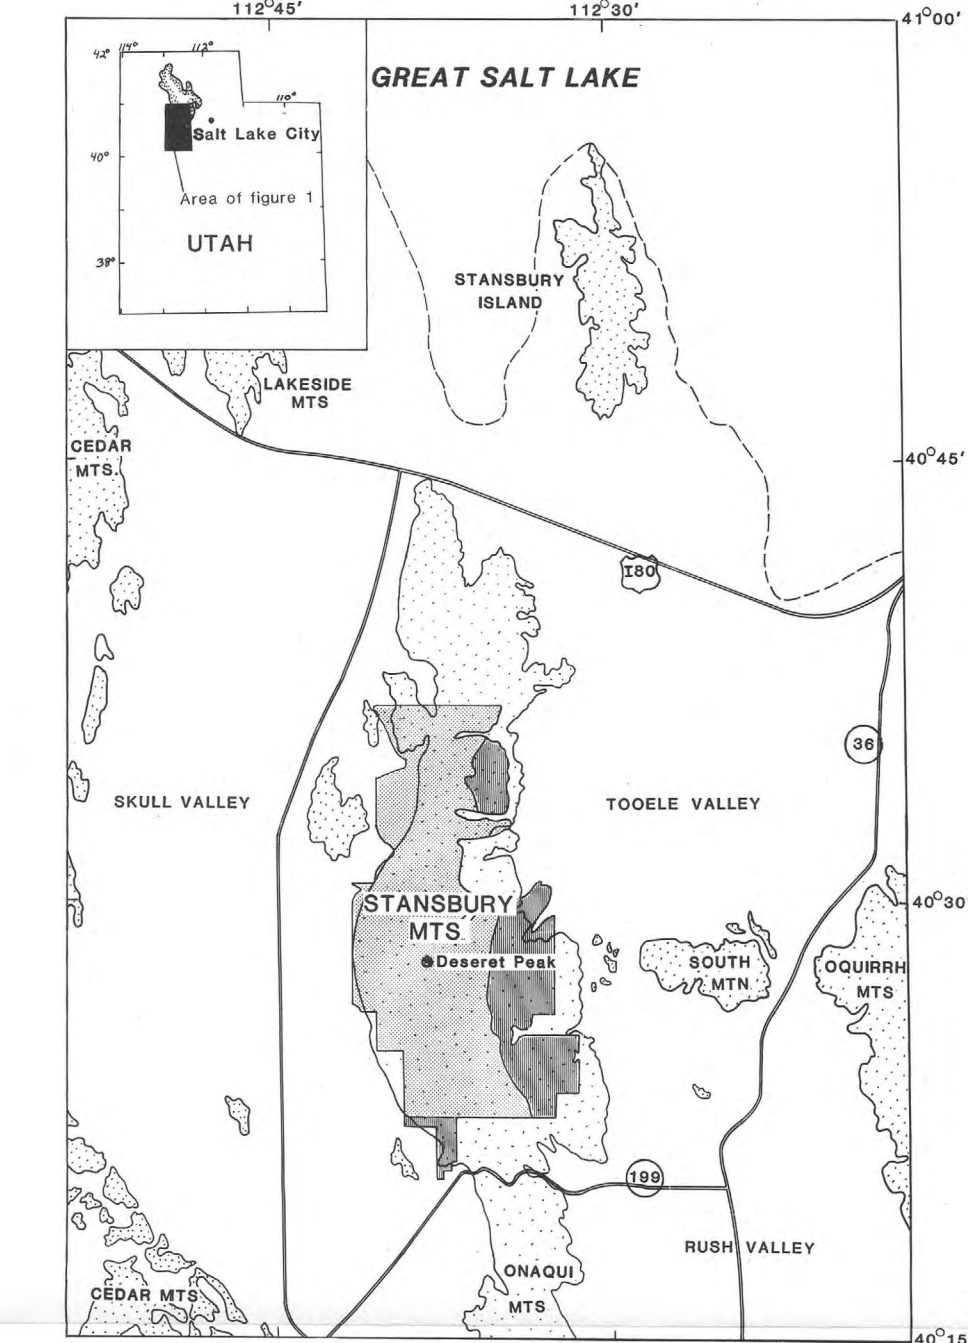 112°45'
112°30'
41°00'
42°
114°
112°
110°
GREAT SALT LAKE
Salt Lake City
40°
Area of figure 1
UTAH
38°
STANSBURY
ISLAND
LAKESIDE
MTS
CEDAR
MTS.
40°45'
I80
36
SKULL VALLEY
TOOELE VALLEY
STANSBURY
MTS
40°30'
Deseret Peak
SOUTH
MTN
OQUIRRH
MTS
199
RUSH VALLEY
ONAQUI
MTS
CEDAR MTS
40°15